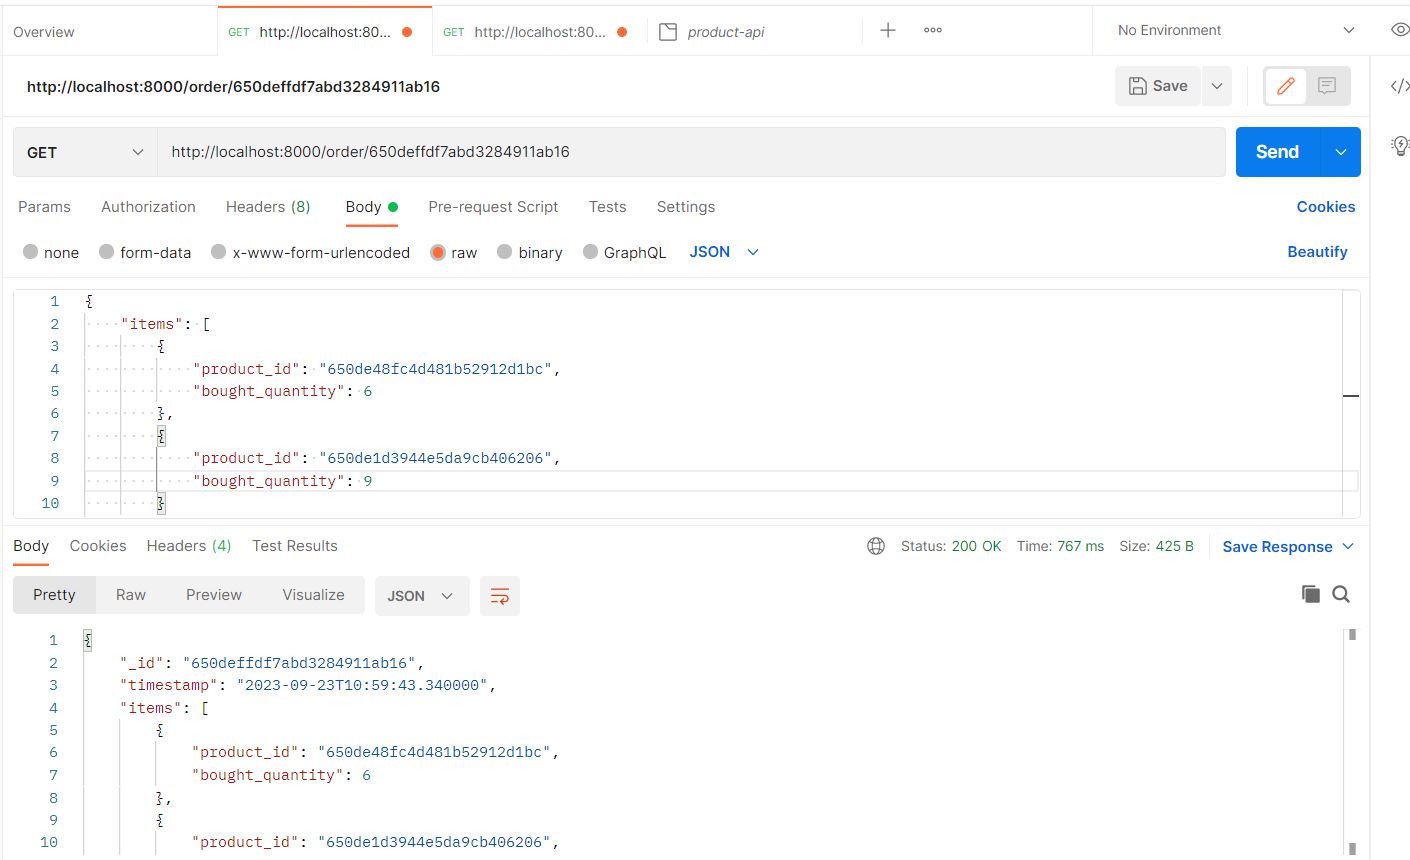 Overview GET http://localhost:80... GET http://localhost:80... product-api No Environment
http://localhost:8000/order/650deffdf7abd3284911ab16 Save
GET http://localhost:8000/order/650deffdf7abd3284911ab16 Send
Params Authorization Headers (8) Body Pre-request Script Tests Settings Cookies
none form-data x-www-form-urlencoded raw binary GraphQL JSON Beautify
1 {
2 "items": [
3 {
4 "product_id": "650de48fc4d481b52912d1bc",
5 "bought_quantity": 6
6 },
7 {
8 "product_id": "650de1d3944e5da9cb406206",
9 "bought_quantity": 9
10 }
Body Cookies Headers (4) Test Results Status: 200 OK Time: 767 ms Size: 425 B Save Response
Pretty Raw Preview Visualize JSON
1 {
2 "_id": "650deffdf7abd3284911ab16",
3 "timestamp": "2023-09-23T10:59:43.340000",
4 "items": [
5 {
6 "product_id": "650de48fc4d481b52912d1bc",
7 "bought_quantity": 6
8 },
9 {
10 "product_id": "650de1d3944e5da9cb406206",